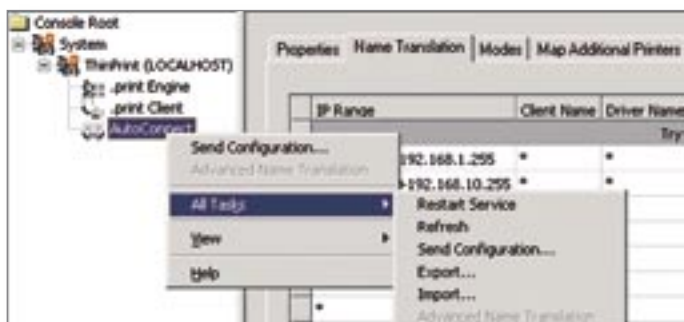 Console Root
System
ThinPrint (LOCALHOST)
.print Engine
.print Client
AutoConnect
Properties Name Translation Modes Map Additional Printers
IP Range Client Name Driver Name
Try
192.168.1.255 * *
192.168.10.255 * *
*
Send Configuration...
Advanced Name Translation
All Tasks
View
Help
Restart Service
Refresh
Send Configuration...
Export...
Import...
Advanced Name Translation